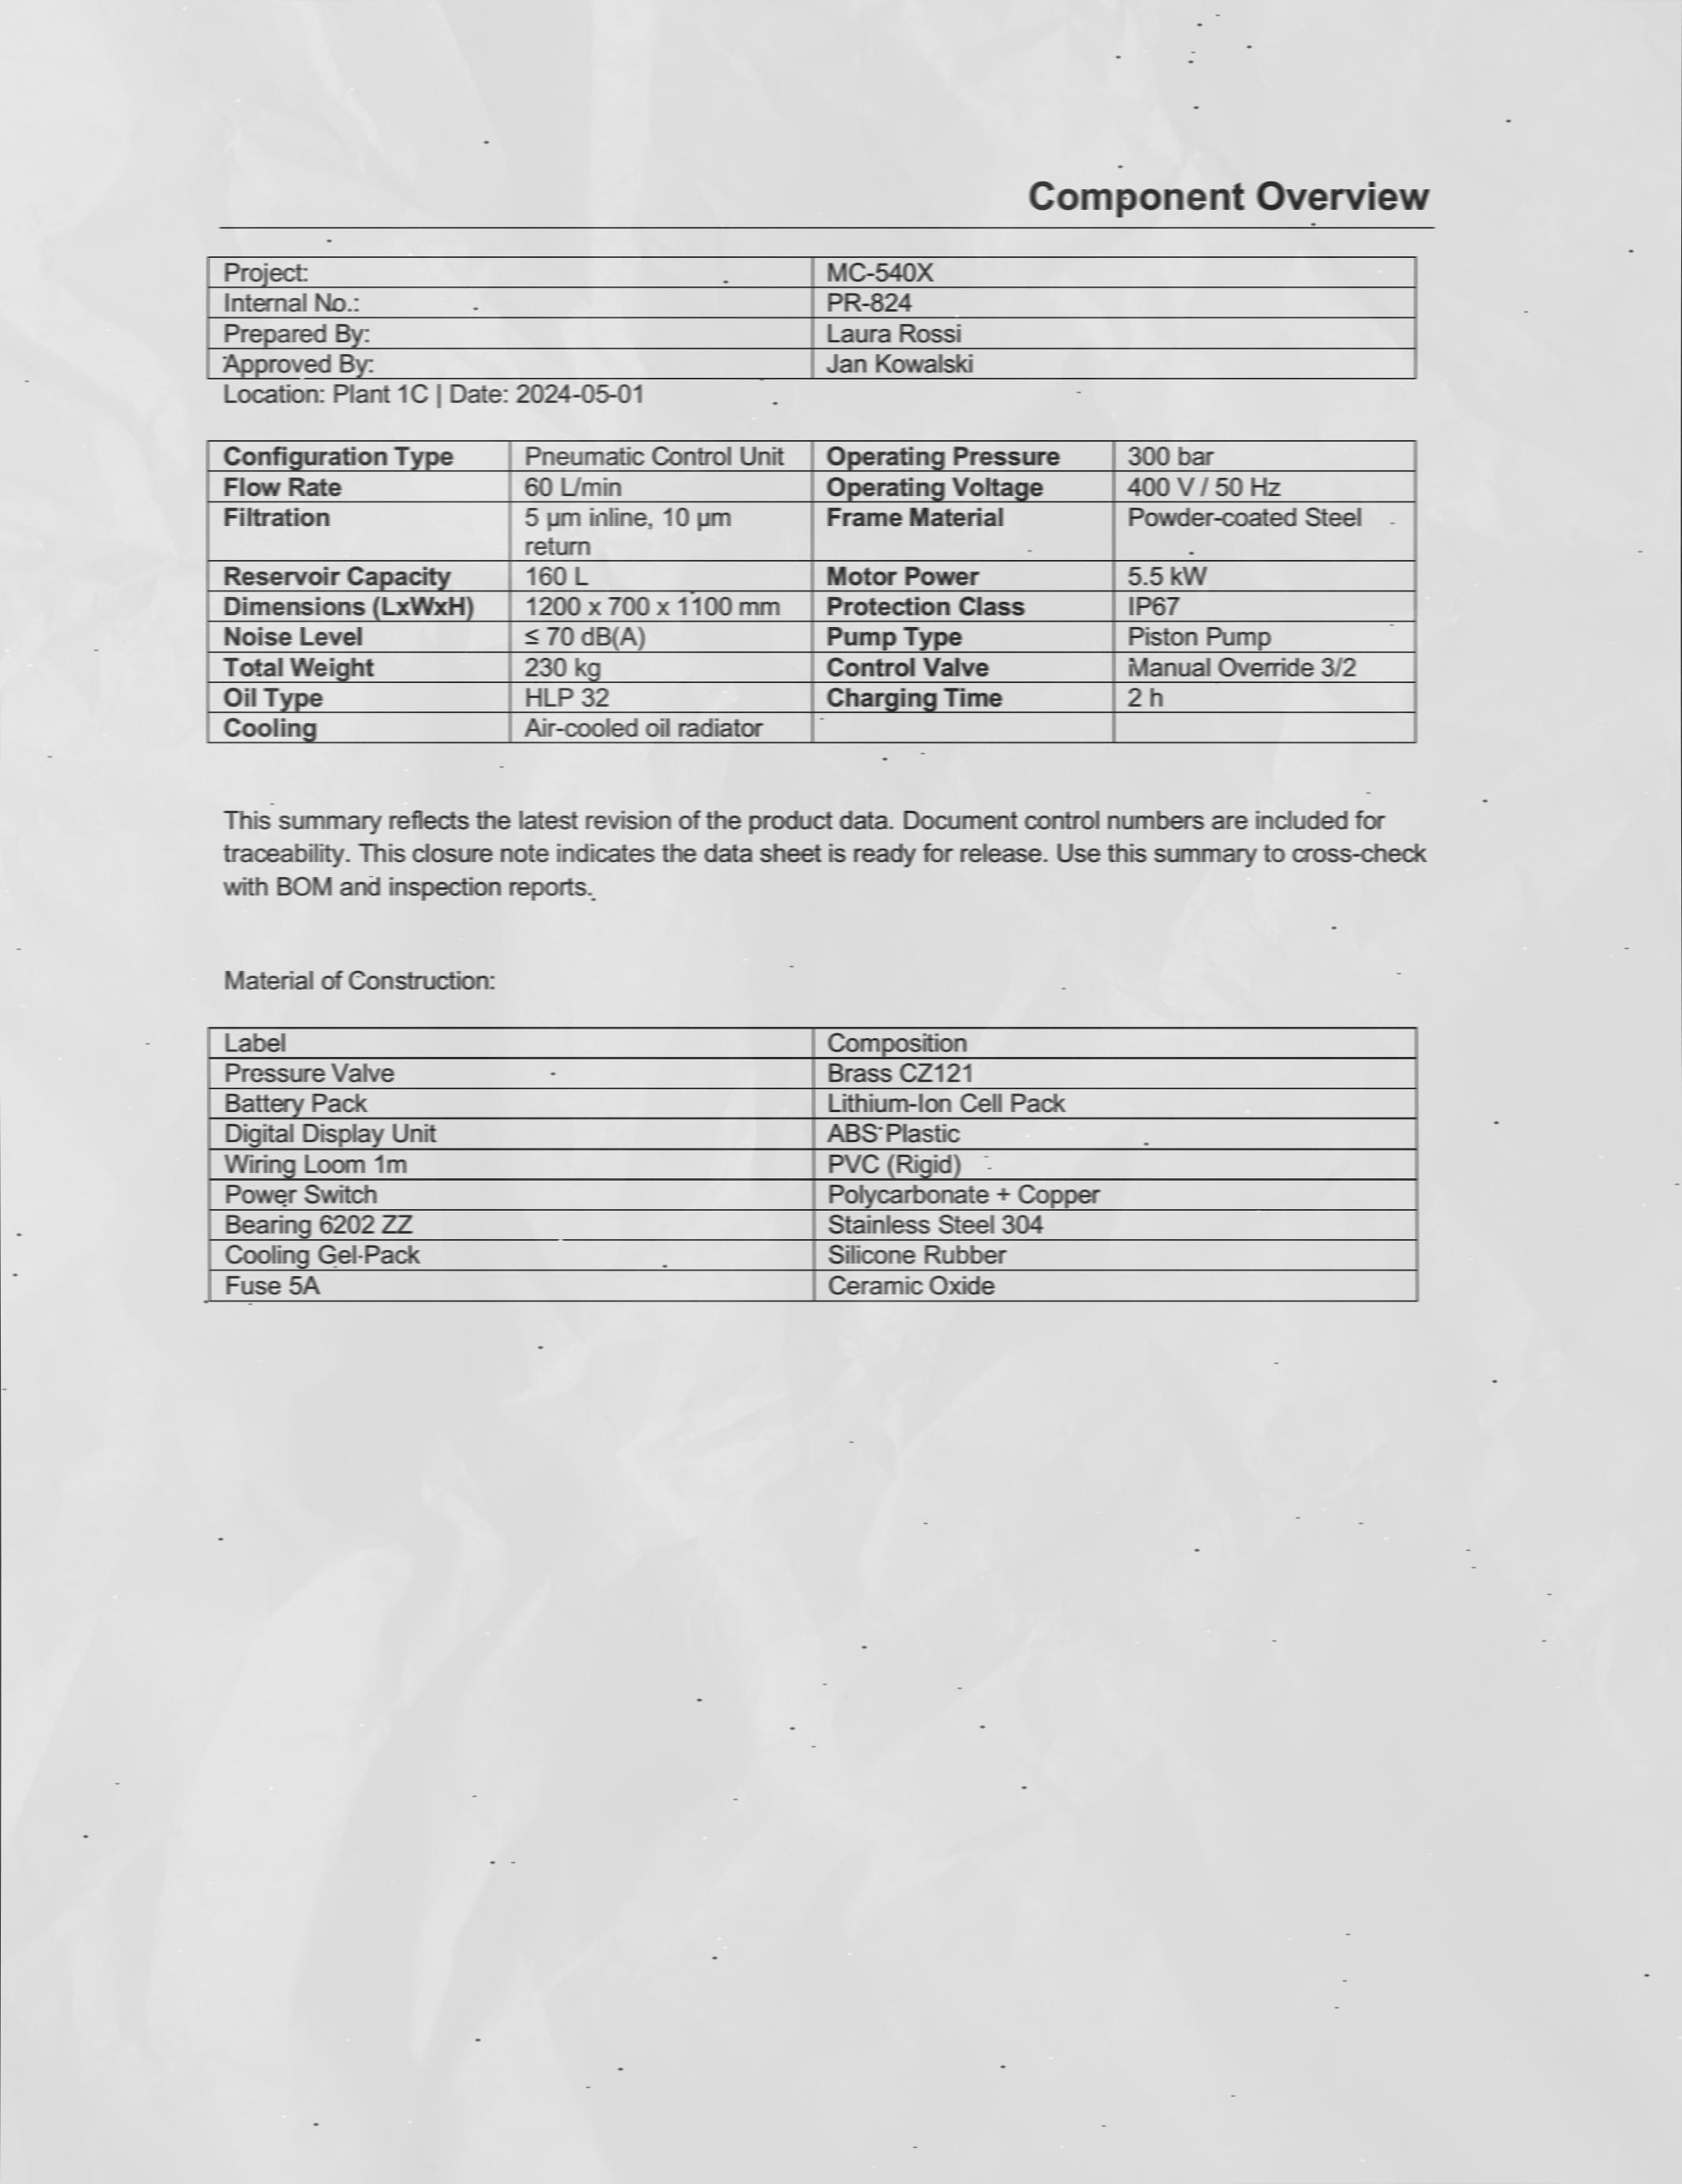 Component Overview
Project: MC-540X
Internal No.: PR-824
Prepared By: Laura Rossi
Approved By: Jan Kowalski
Location: Plant 1C | Date: 2024-05-01
Configuration Type Pneumatic Control Unit Operating Pressure 300 bar
Flow Rate 60 L/min Operating Voltage 400 V / 50 Hz
Filtration 5 µm inline, 10 µm Frame Material Powder-coated Steel
return
Reservoir Capacity 160 L Motor Power 5.5 kW
Dimensions (LxWxH) 1200 x 700 x 1100 mm Protection Class IP67
Noise Level ≤ 70 dB(A) Pump Type Piston Pump
Total Weight 230 kg Control Valve Manual Override 3/2
Oil Type HLP 32 Charging Time 2 h
Cooling Air-cooled oil radiator
This summary reflects the latest revision of the product data. Document control numbers are included for
traceability. This closure note indicates the data sheet is ready for release. Use this summary to cross-check
with BOM and inspection reports.
Material of Construction:
Label Composition
Pressure Valve Brass CZ121
Battery Pack Lithium-Ion Cell Pack
Digital Display Unit ABS Plastic
Wiring Loom 1m PVC (Rigid)
Power Switch Polycarbonate + Copper
Bearing 6202 ZZ Stainless Steel 304
Cooling Gel-Pack Silicone Rubber
Fuse 5A Ceramic Oxide